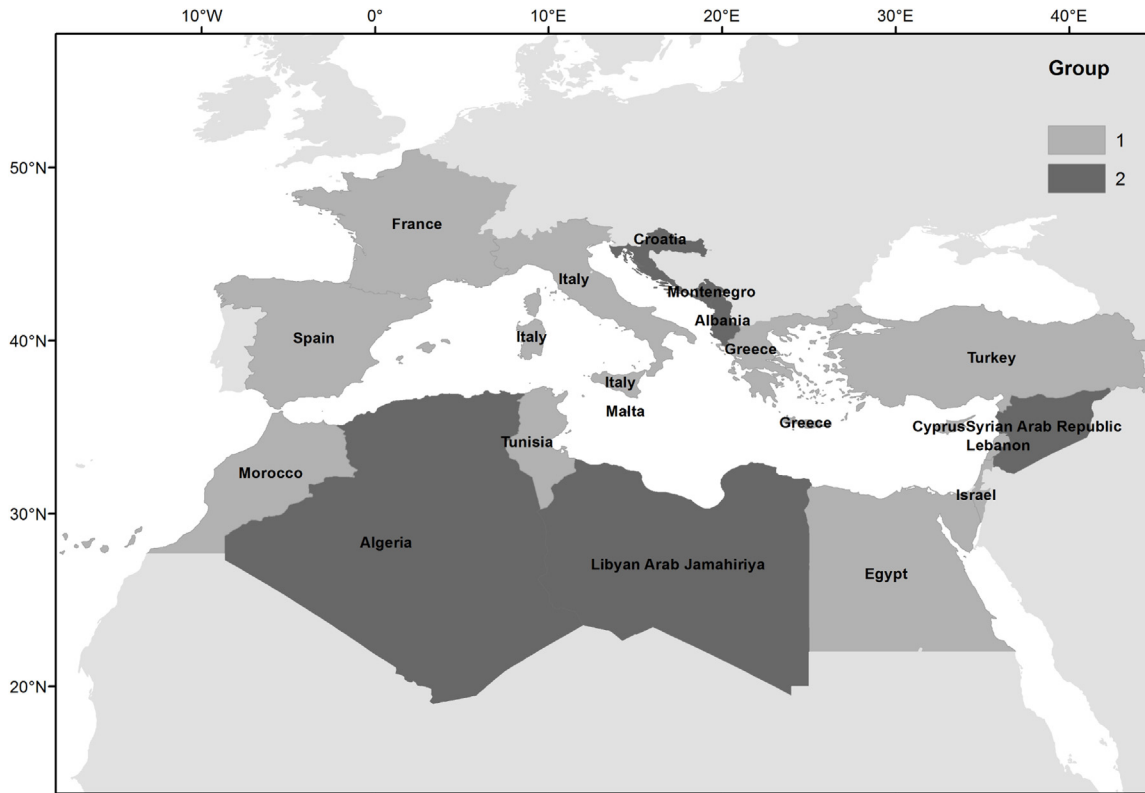 10°W 0° 10°E 20°E 30°E 40°E
Group
1
2
50°N
40°N
30°N
20°N
France
Croatia
Italy
Montenegro
Albania
Spain
Italy
Greece
Turkey
Italy
Malta
Greece
CyprusSyrian Arab Republic
Tunisia
Lebanon
Morocco
Israel
Algeria
Libyan Arab Jamahiriya
Egypt